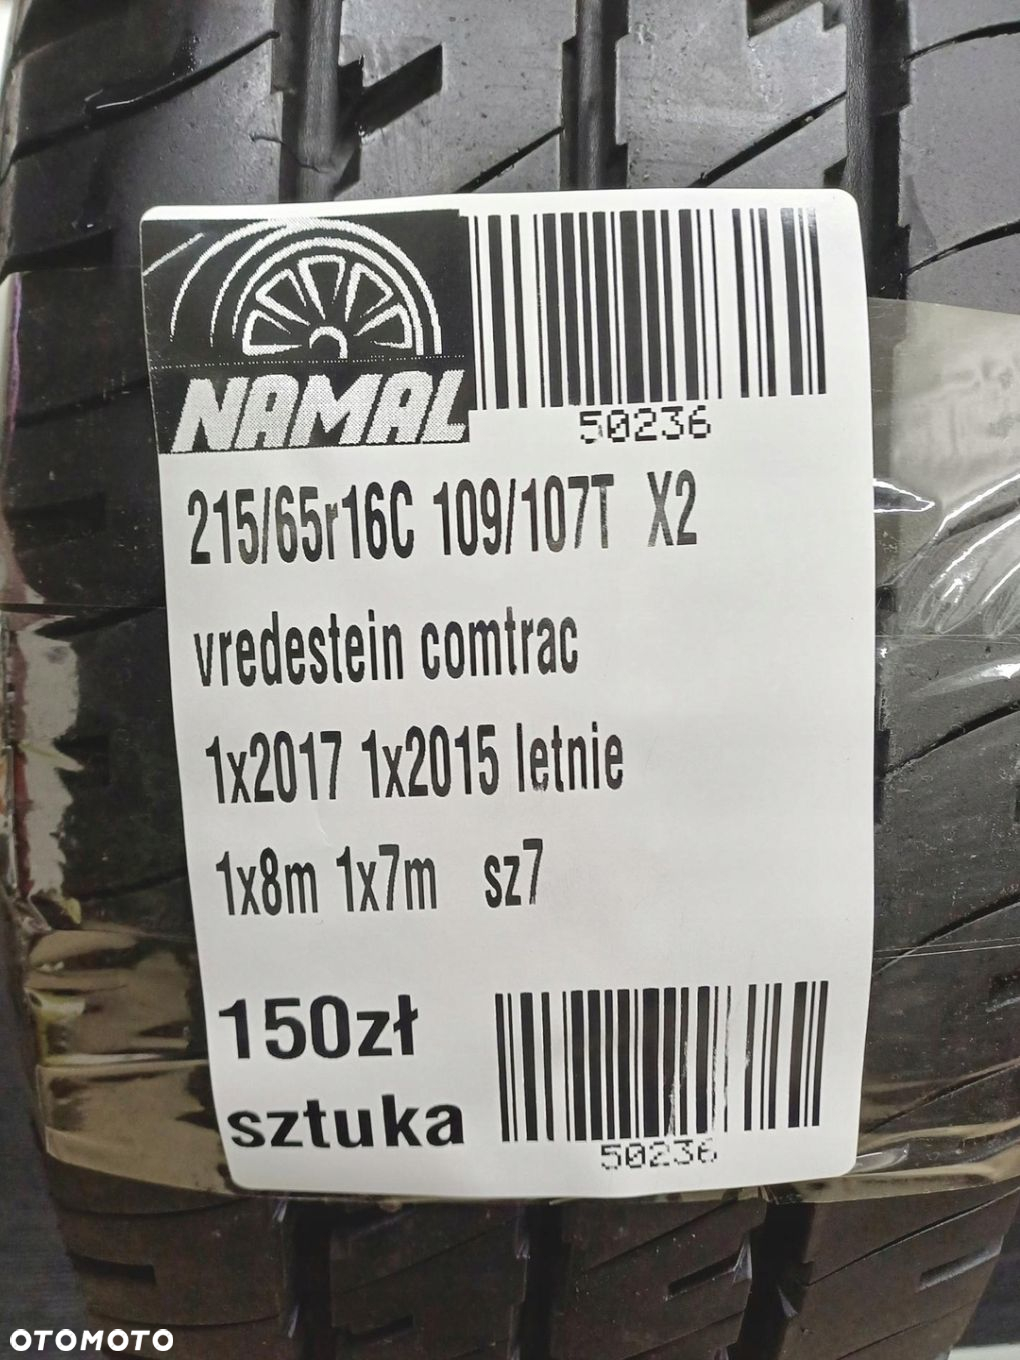 NAMAL
50236
215/65r16C 109/107T X2
vredestein comtrac
1x2017 1x2015 letnie
1x8m 1x7m sz7
150zł
sztuka
50236
OTOMOTO